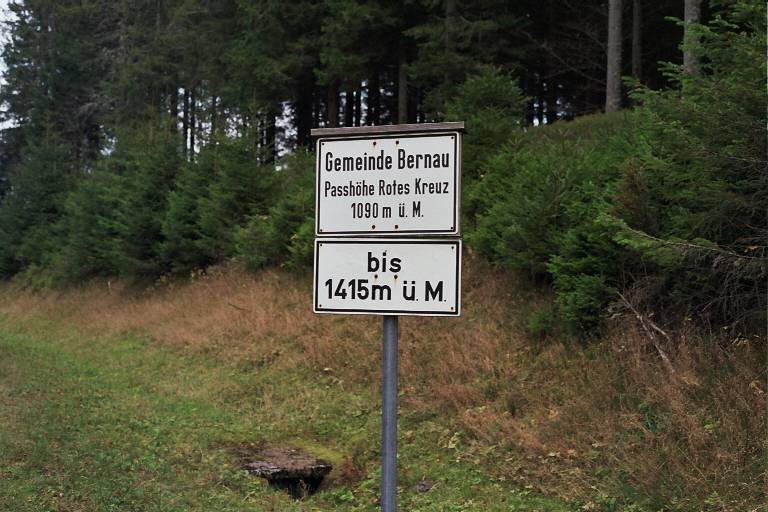 Gemeinde Bernau
Passhöhe Rotes Kreuz
1090 m ü. M.
bis
1415m ü. M.